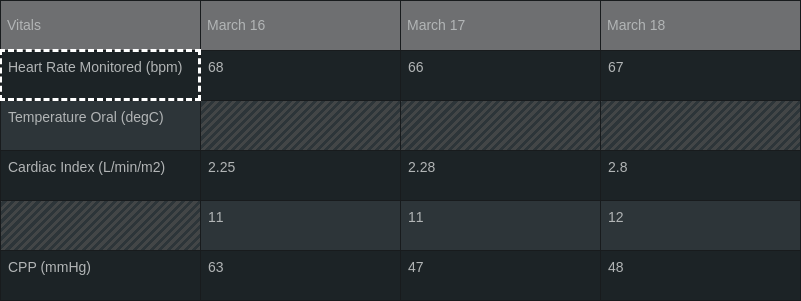 Vitals March 16 March 17 March 18
Heart Rate Monitored (bpm) 68 66 67
Temperature Oral (degC)
Cardiac Index (L/min/m2) 2.25 2.28 2.8
11 11 12
CPP (mmHg) 63 47 48